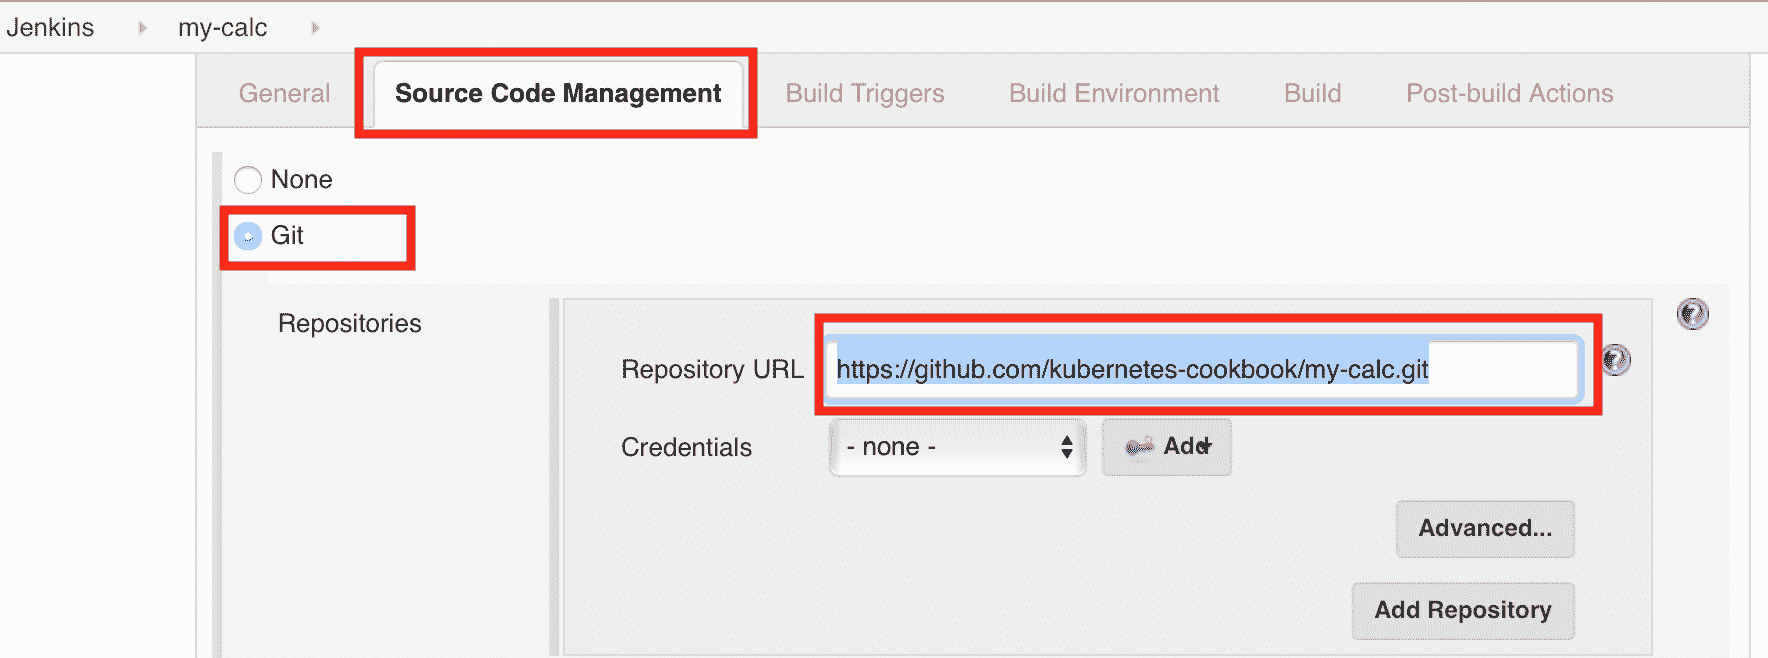 Jenkins my-calc
General Source Code Management Build Triggers Build Environment Build Post-build Actions
None
Git
Repositories
Repository URL https://github.com/kubernetes-cookbook/my-calc.git
Credentials - none - Add
Advanced...
Add Repository